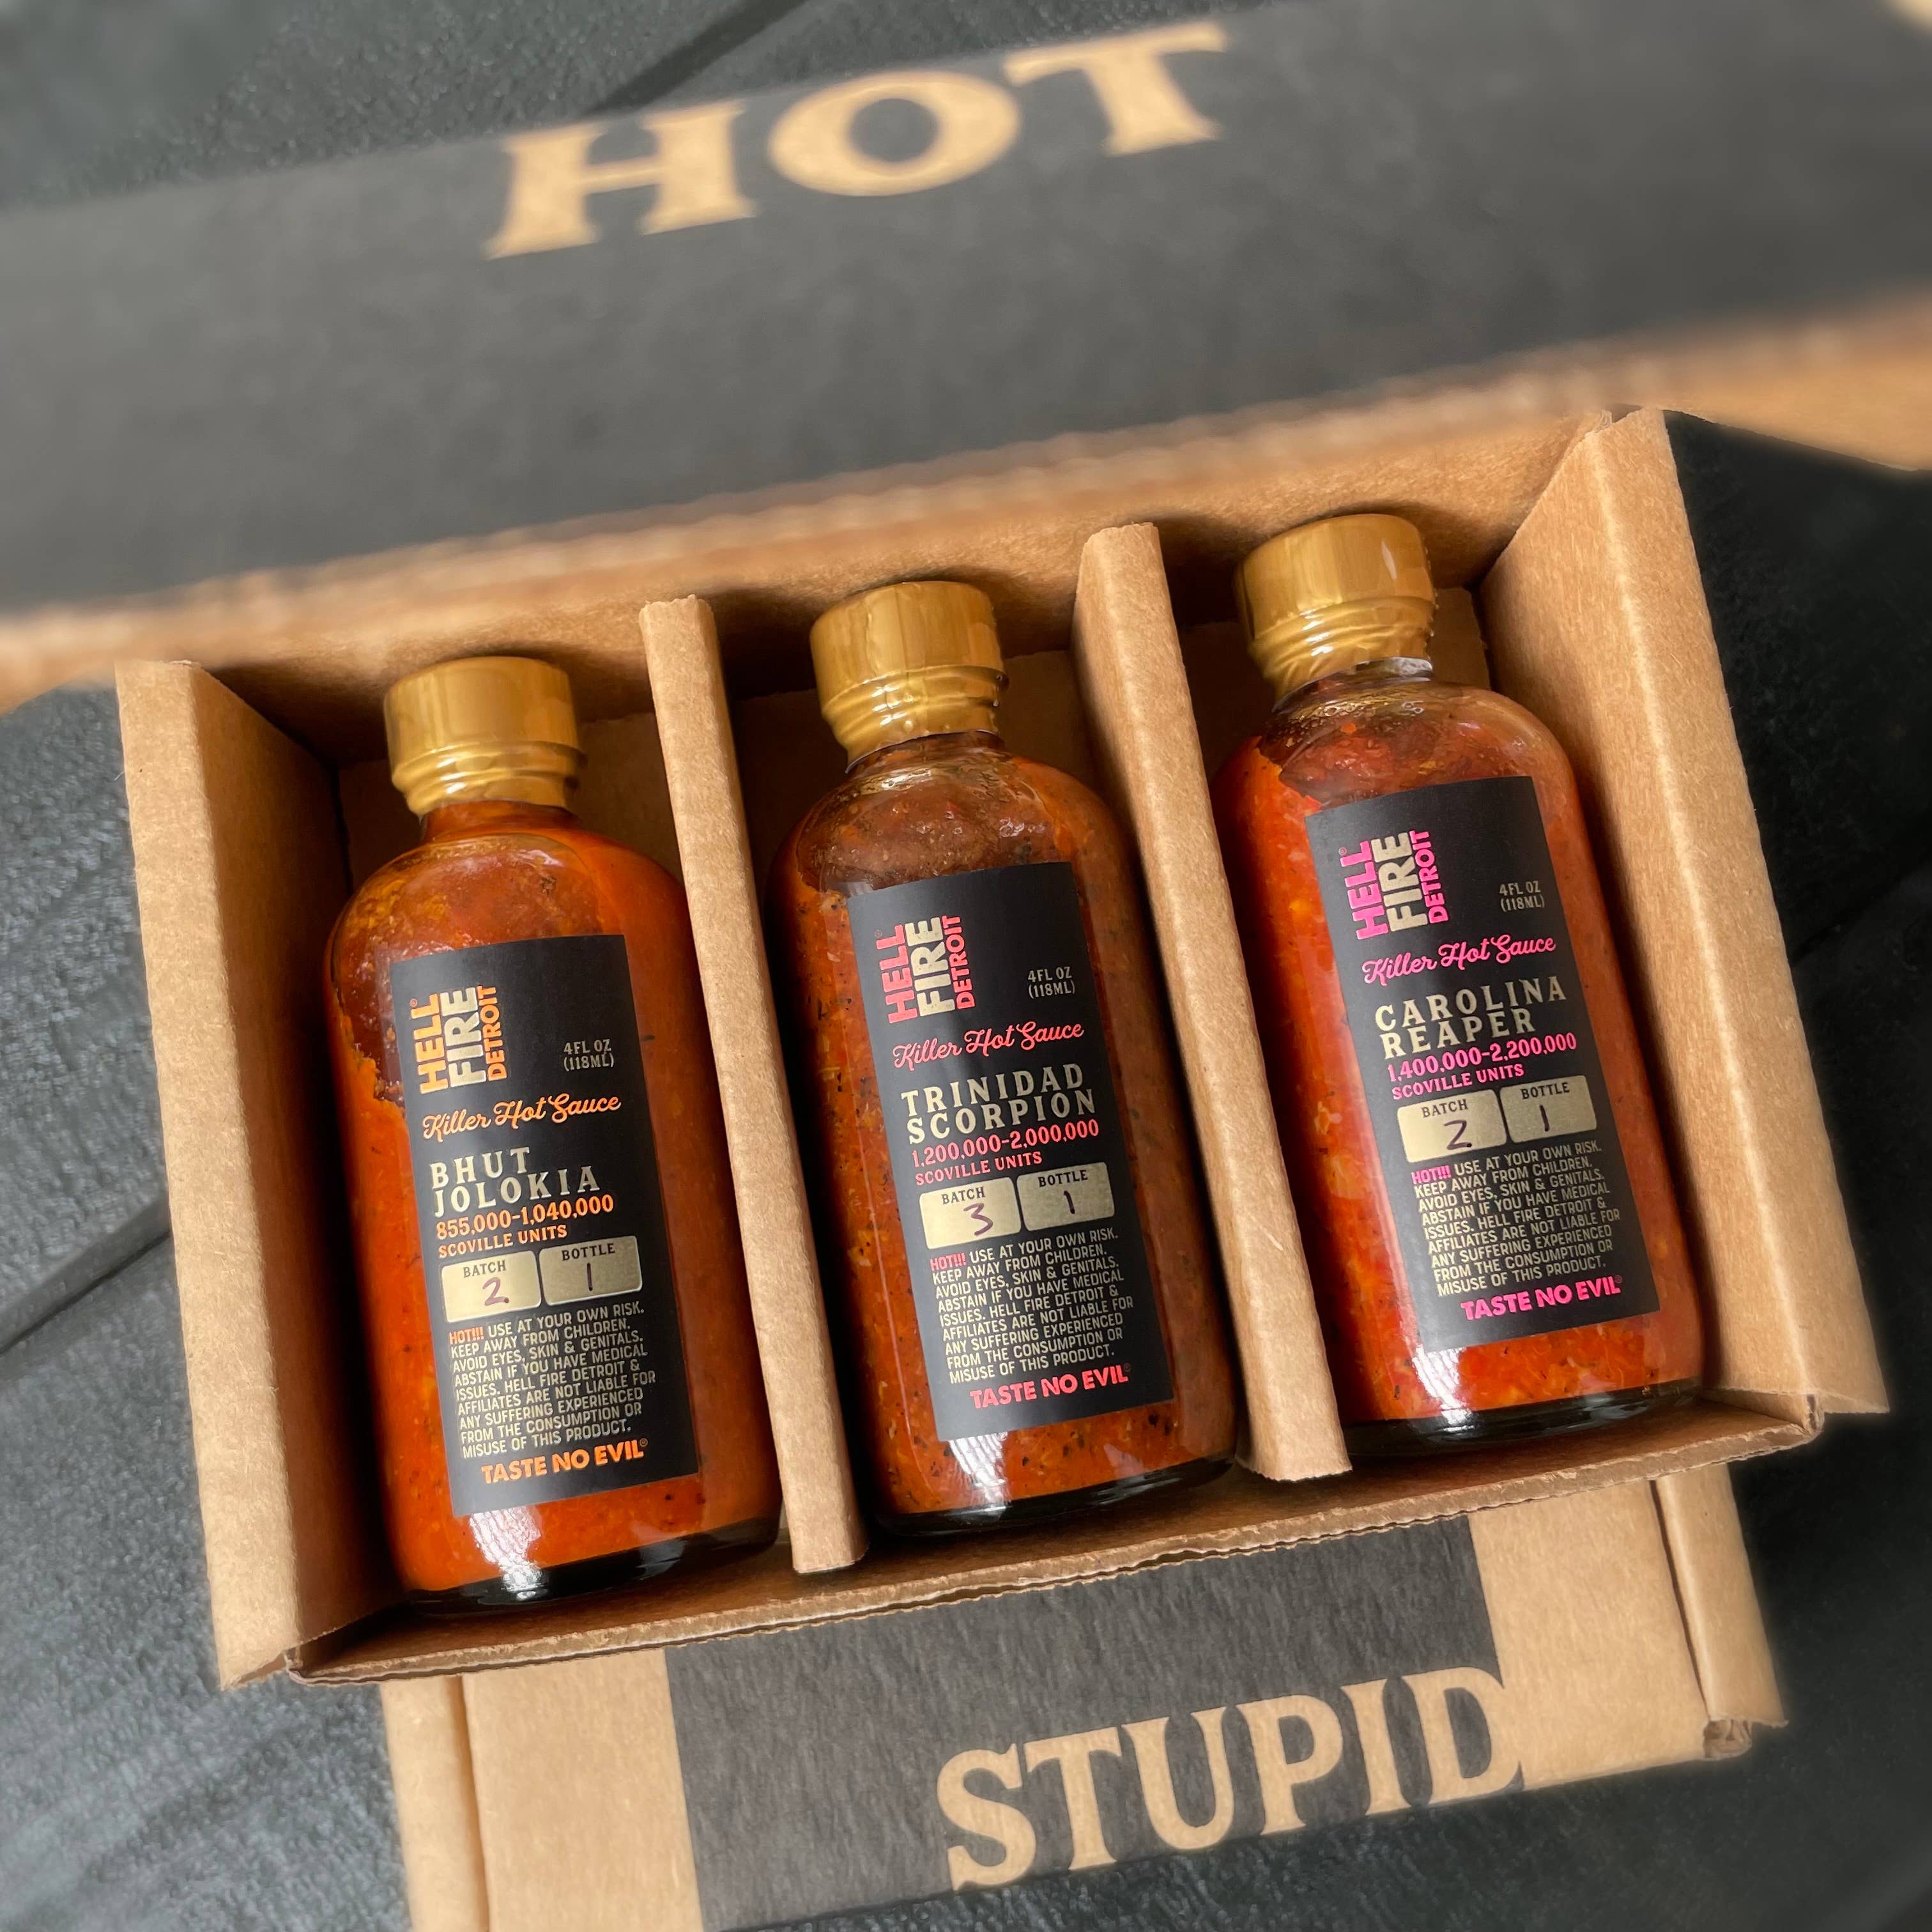 HOT
HELL®
FIRE
DETROIT
4FL OZ
(118ML)
Killer Hot Sauce
BHUT
JOLOKIA
855,000-1,040,000
SCOVILLE UNITS
BATCH
2
BOTTLE
1
HOT!!! USE AT YOUR OWN RISK.
KEEP AWAY FROM CHILDREN.
AVOID EYES, SKIN & GENITALS.
ABSTAIN IF YOU HAVE MEDICAL
ISSUES. HELL FIRE DETROIT &
AFFILIATES ARE NOT LIABLE FOR
ANY SUFFERING EXPERIENCED
FROM THE CONSUMPTION OR
MISUSE OF THIS PRODUCT.
TASTE NO EVIL®
HELL®
FIRE
DETROIT
4FL OZ
(118ML)
Killer Hot Sauce
TRINIDAD
SCORPION
1,200,000-2,000,000
SCOVILLE UNITS
BATCH
3
BOTTLE
1
HOT!!! USE AT YOUR OWN RISK.
KEEP AWAY FROM CHILDREN.
AVOID EYES, SKIN & GENITALS.
ABSTAIN IF YOU HAVE MEDICAL
ISSUES. HELL FIRE DETROIT &
AFFILIATES ARE NOT LIABLE FOR
ANY SUFFERING EXPERIENCED
FROM THE CONSUMPTION OR
MISUSE OF THIS PRODUCT.
TASTE NO EVIL®
HELL®
FIRE
DETROIT
4FL OZ
(118ML)
Killer Hot Sauce
CAROLINA
REAPER
1,400,000-2,200,000
SCOVILLE UNITS
BATCH
2
BOTTLE
1
HOT!!! USE AT YOUR OWN RISK.
KEEP AWAY FROM CHILDREN.
AVOID EYES, SKIN & GENITALS.
ABSTAIN IF YOU HAVE MEDICAL
ISSUES. HELL FIRE DETROIT &
AFFILIATES ARE NOT LIABLE FOR
ANY SUFFERING EXPERIENCED
FROM THE CONSUMPTION OR
MISUSE OF THIS PRODUCT.
TASTE NO EVIL®
STUPID